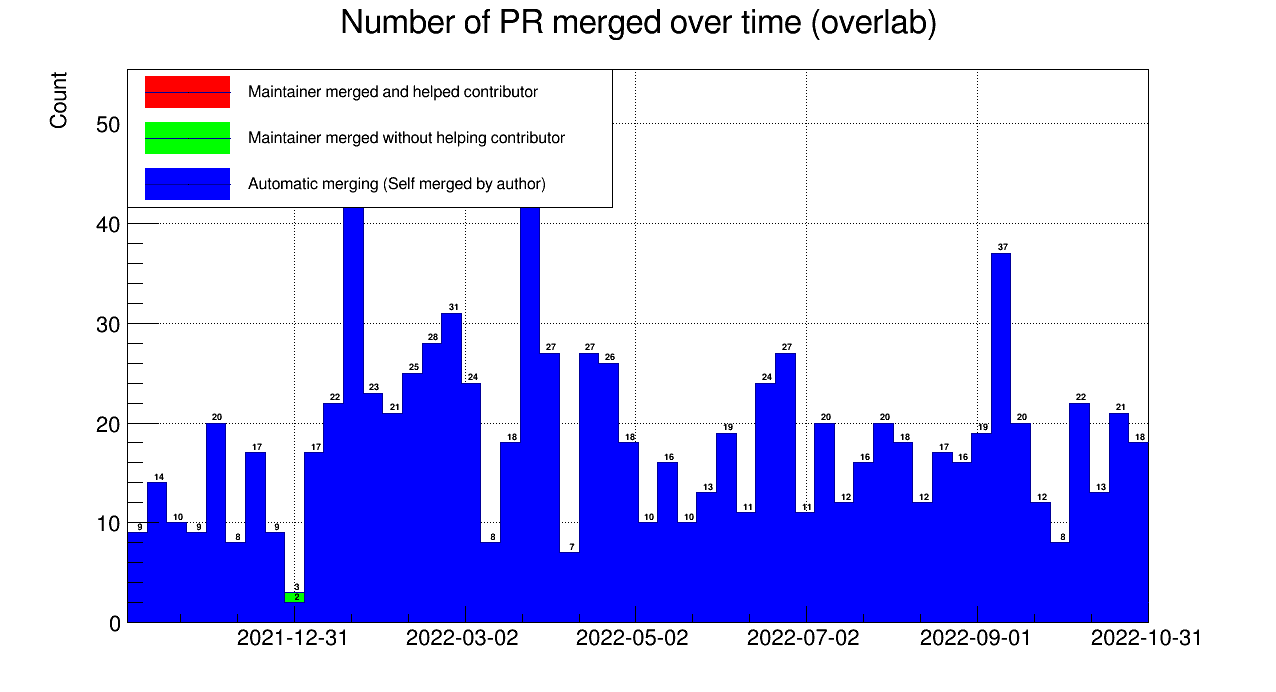 Number of PR merged over time (overlab)
Count
Maintainer merged and helped contributor
Maintainer merged without helping contributor
Automatic merging (Self merged by author)
50
40
30
20
10
0
9 14 10 9 20 8 17 9 3 2 17 22 23 21 25 28 31 24 8 18 27 7 27 26 18 10 16 10 13 19 11 24 27 11 20 12 16 20 18 12 17 16 19 37 20 12 8 22 13 21 18
2021-12-31 2022-03-02 2022-05-02 2022-07-02 2022-09-01 2022-10-31